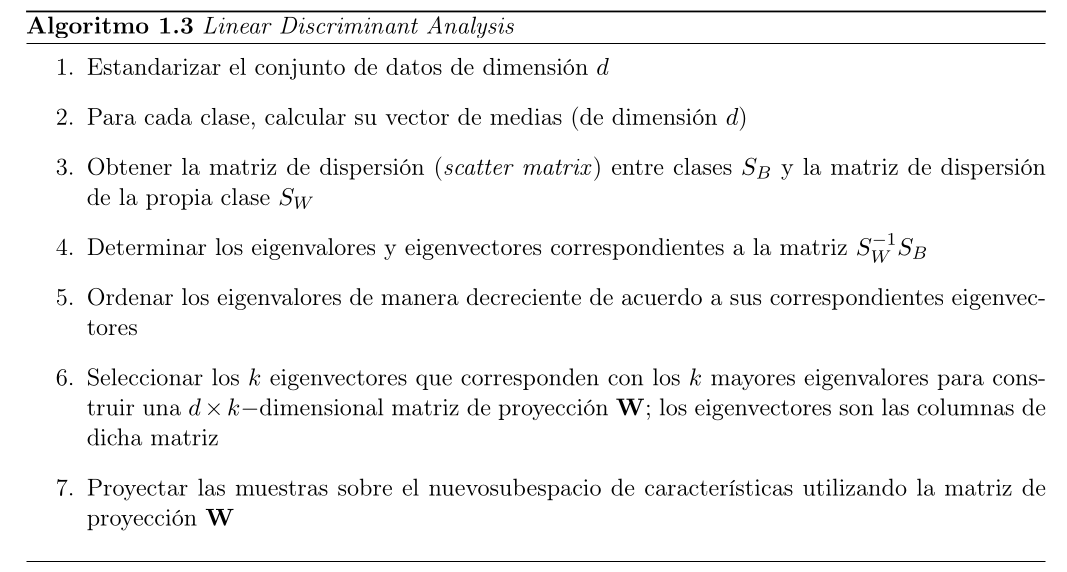 Algoritmo 1.3 Linear Discriminant Analysis
1. Estandarizar el conjunto de datos de dimensión d
2. Para cada clase, calcular su vector de medias (de dimensión d)
3. Obtener la matriz de dispersión (scatter matrix) entre clases S_B y la matriz de dispersión
de la propia clase S_W
4. Determinar los eigenvalores y eigenvectores correspondientes a la matriz S_W^{-1}S_B
5. Ordenar los eigenvalores de manera decreciente de acuerdo a sus correspondientes eigenvec-
tores
6. Seleccionar los k eigenvectores que corresponden con los k mayores eigenvalores para cons-
truir una d × k−dimensional matriz de proyección W; los eigenvectores son las columnas de
dicha matriz
7. Proyectar las muestras sobre el nuevosubespacio de características utilizando la matriz de
proyección W